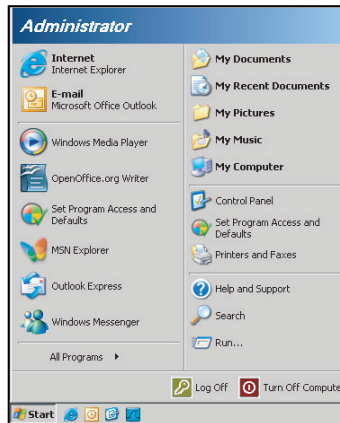 Administrator
Internet
Internet Explorer
E-mail
Microsoft Office Outlook
Windows Media Player
OpenOffice.org Writer
Set Program Access and
Defaults
MSN Explorer
Outlook Express
Windows Messenger
All Programs
My Documents
My Recent Documents
My Pictures
My Music
My Computer
Control Panel
Set Program Access and
Defaults
Printers and Faxes
Help and Support
Search
Run...
Log Off
Turn Off Compute
Start